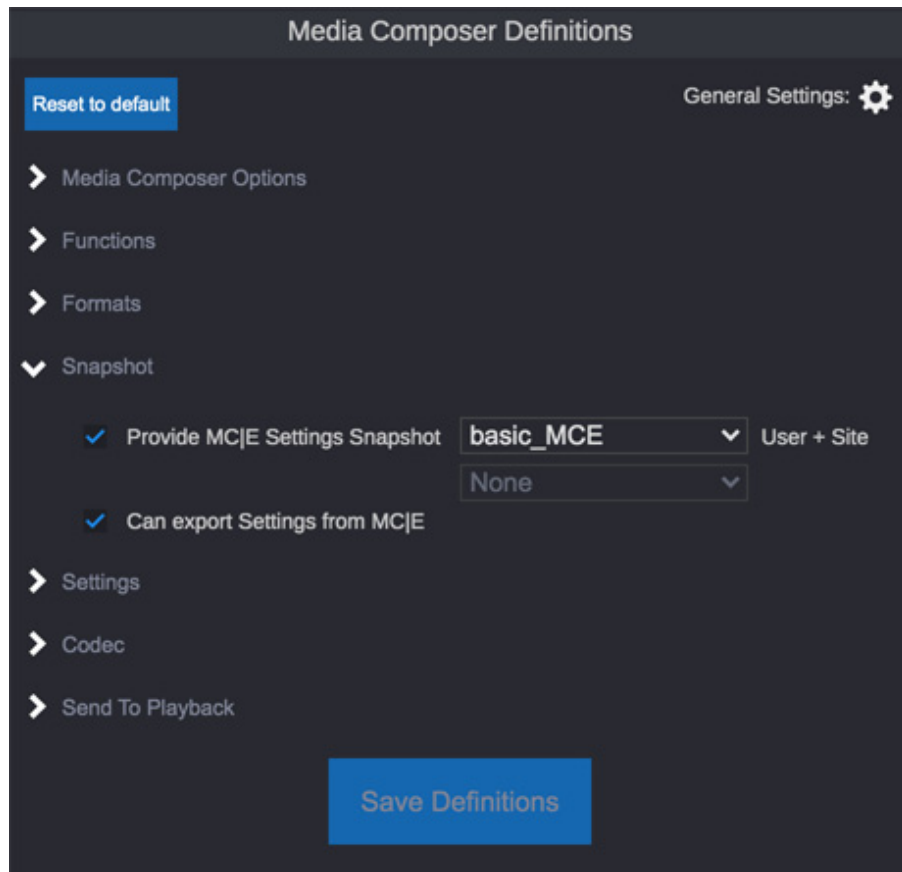 Media Composer Definitions
Reset to default
General Settings:
Media Composer Options
Functions
Formats
Snapshot
Provide MC|E Settings Snapshot basic_MCE User + Site
None
Can export Settings from MC|E
Settings
Codec
Send To Playback
Save Definitions